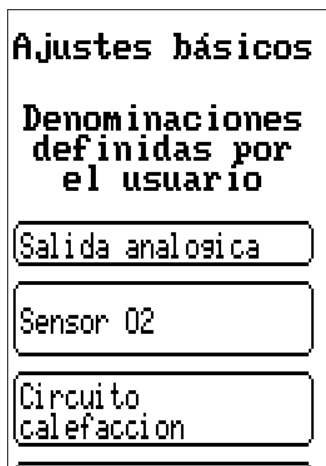 Ajustes básicos
Denominaciones
definidas por
el usuario
Salida analogica
Sensor O2
Circuito
calefaccion